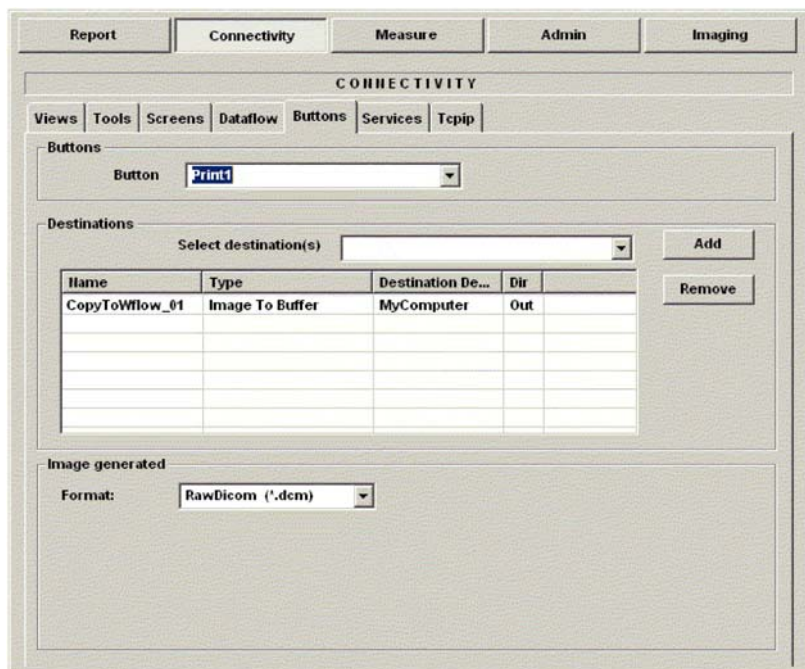 Report Connectivity Measure Admin Imaging
CONNECTIVITY
Views Tools Screens Dataflow Buttons Services Tcpip
Buttons
Button Print1
Destinations
Select destination(s) Add
Name Type Destination De... Dir
Remove
CopyToWflow_01 Image To Buffer MyComputer Out
Image generated
Format: RawDicom (*.dcm)